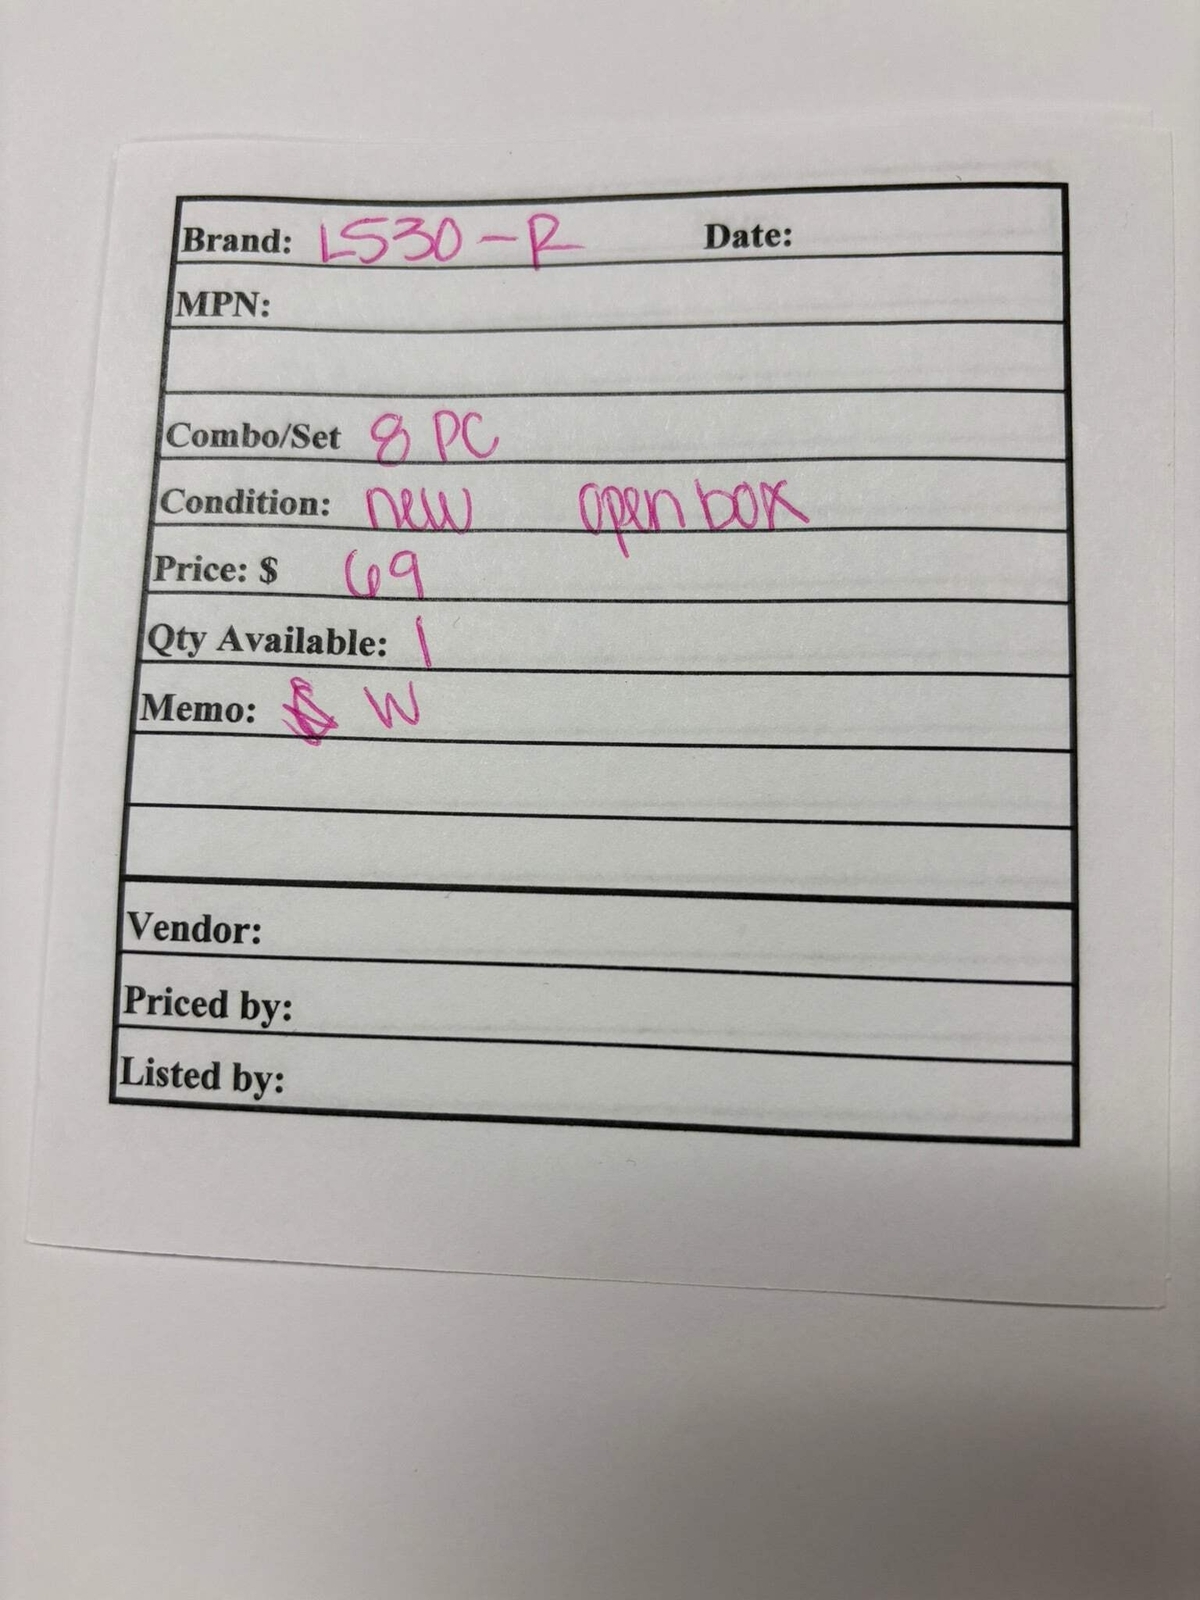 Brand: LS30-R Date:
MPN:
Combo/Set 8 PC
Condition: new open box
Price: $ 69
Qty Available: 1
Memo: W
Vendor:
Priced by:
Listed by: